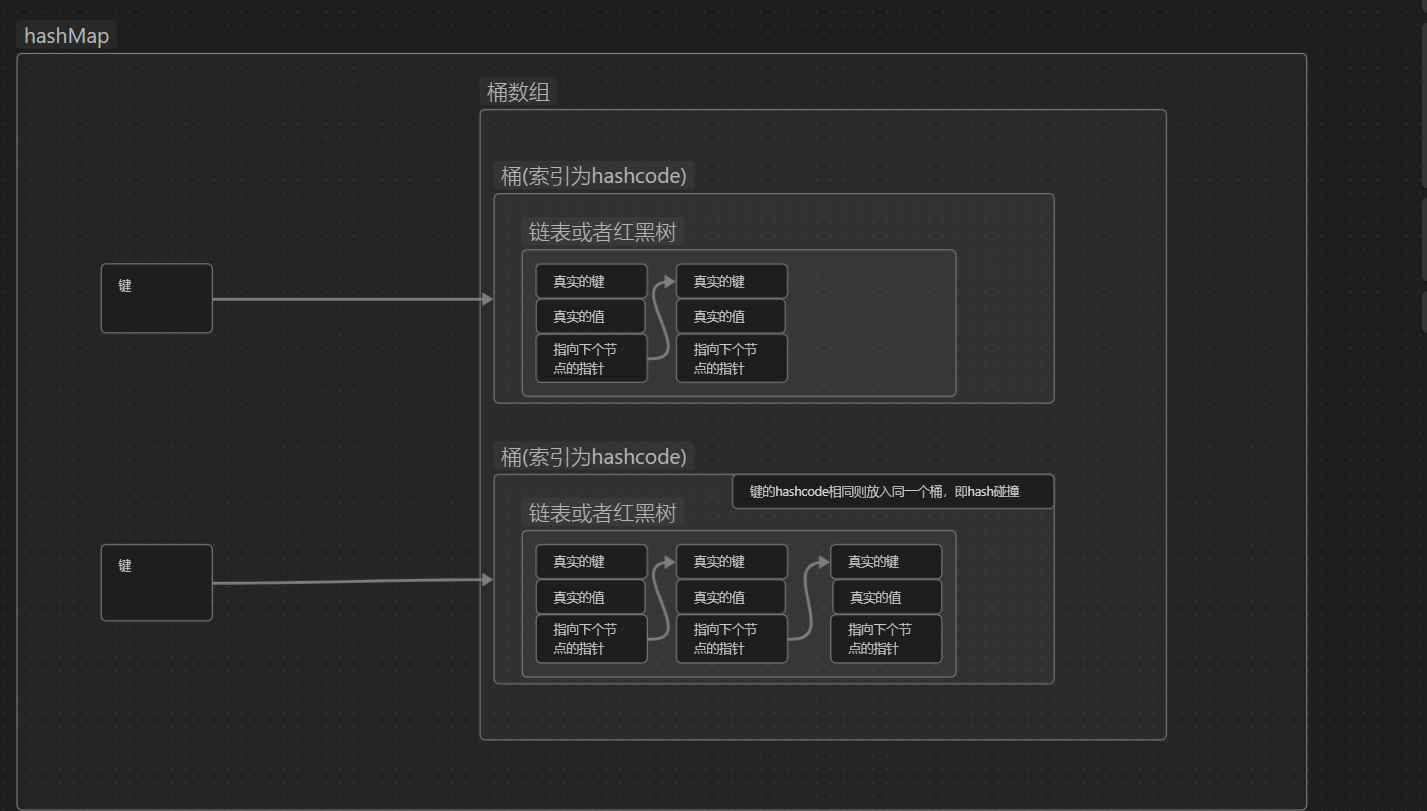 hashMap
桶数组
桶(索引为hashcode)
链表或者红黑树
键
真实的键
真实的值
指向下个节
点的指针
真实的键
真实的值
指向下个节
点的指针
桶(索引为hashcode)
键的hashcode相同则放入同一个桶，即hash碰撞
链表或者红黑树
键
真实的键
真实的值
指向下个节
点的指针
真实的键
真实的值
指向下个节
点的指针
真实的键
真实的值
指向下个节
点的指针